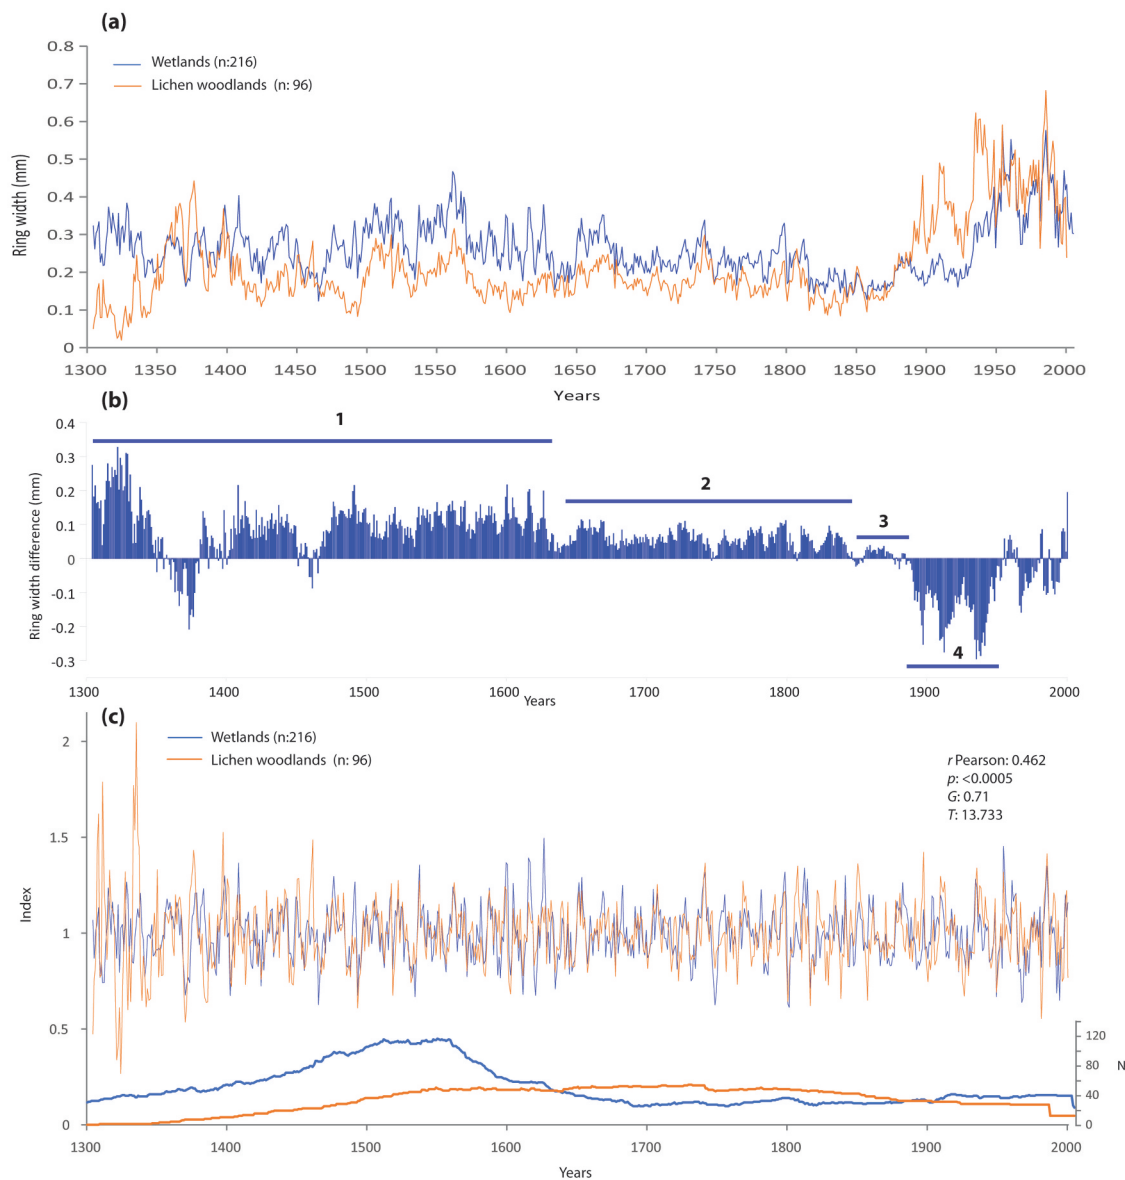 (a)
0.8
0.7
0.6
0.5
0.4
0.3
0.2
0.1
0
Ring width (mm)
Wetlands (n:216)
Lichen woodlands (n: 96)
1300 1350 1400 1450 1500 1550 1600 1650 1700 1750 1800 1850 1900 1950 2000
Years
(b)
0.4
0.3
0.2
0.1
0
-0.1
-0.2
-0.3
Ring width difference (mm)
1
2
3
4
1300 1400 1500 1600 1700 1800 1900 2000
Years
(c)
2
1.5
1
0.5
0
Index
Wetlands (n:216)
Lichen woodlands (n: 96)
r Pearson: 0.462
p: <0.0005
G: 0.71
T: 13.733
120
80
40
0
N
1300 1400 1500 1600 1700 1800 1900 2000
Years